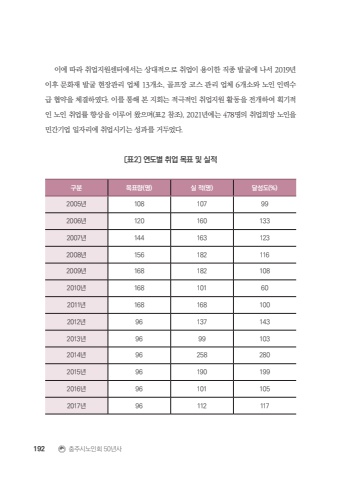 이에 따라 취업지원센터에서는 상대적으로 취업이 용이한 직종 발굴에 나서 2019년
이후 문화재 발굴 현장관리 업체 13개소, 골프장 코스 관리 업체 6개소와 노인 인력수
급 협약을 체결하였다. 이를 통해 본 지회는 적극적인 취업지원 활동을 전개하여 획기적
인 노인 취업률 향상을 이루어 왔으며(표2 참조), 2021년에는 478명의 취업희망 노인을
민간기업 일자리에 취업시키는 성과를 거두었다.
[표2] 연도별 취업 목표 및 실적
구분 목표량(명) 실 적(명) 달성도(%)
2005년 108 107 99
2006년 120 160 133
2007년 144 163 123
2008년 156 182 116
2009년 168 182 108
2010년 168 101 60
2011년 168 168 100
2012년 96 137 143
2013년 96 99 103
2014년 96 258 280
2015년 96 190 199
2016년 96 101 105
2017년 96 112 117
192 충주시노인회 50년사